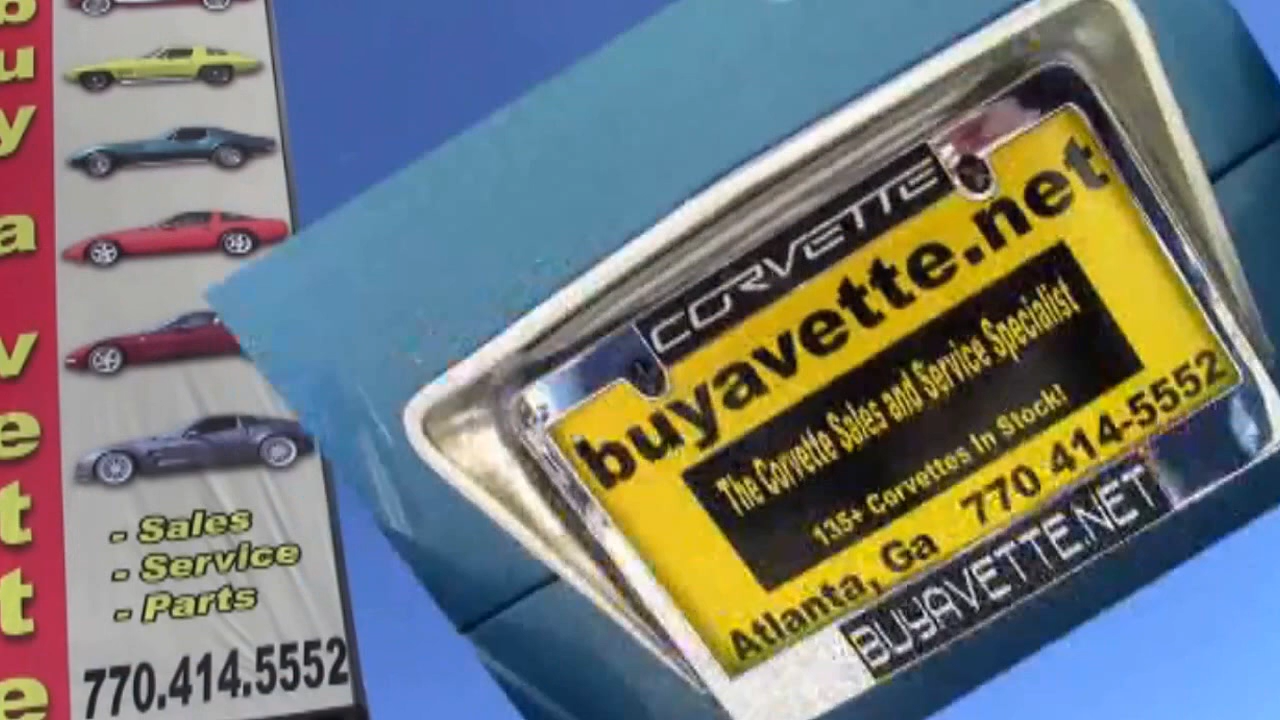 buy a vette
- Sales
- Service
- Parts
770.414.5552
CORVETTE
buyavette.net
The Corvette Sales and Service Specialist
135+ Corvettes In Stock!
Atlanta, Ga 770-414-5552
BUYAVETTE.NET